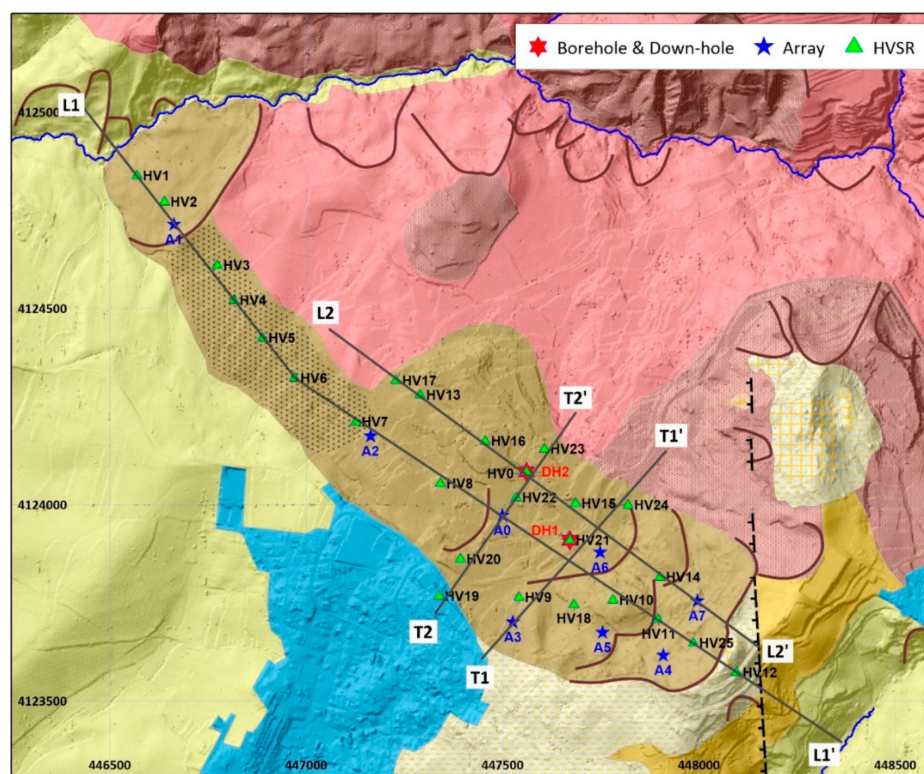 Borehole & Down-hole Array HVSR
L1
4125000
HV1
HV2
A1
HV3
4124500
HV4
L2
HV5
HV6
HV17
HV13
T2'
HV7
A2
HV16
HV23
T1'
HV0
DH2
HV8
HV22
HV15
HV24
4124000
A0
DH1
HV21
A6
HV20
HV14
HV19
HV9
HV10
A7
HV18
T2
A3
HV11
A5
HV25
L2'
T1
A4
HV12
4123500
L1'
446500
447000
447500
448000
448500